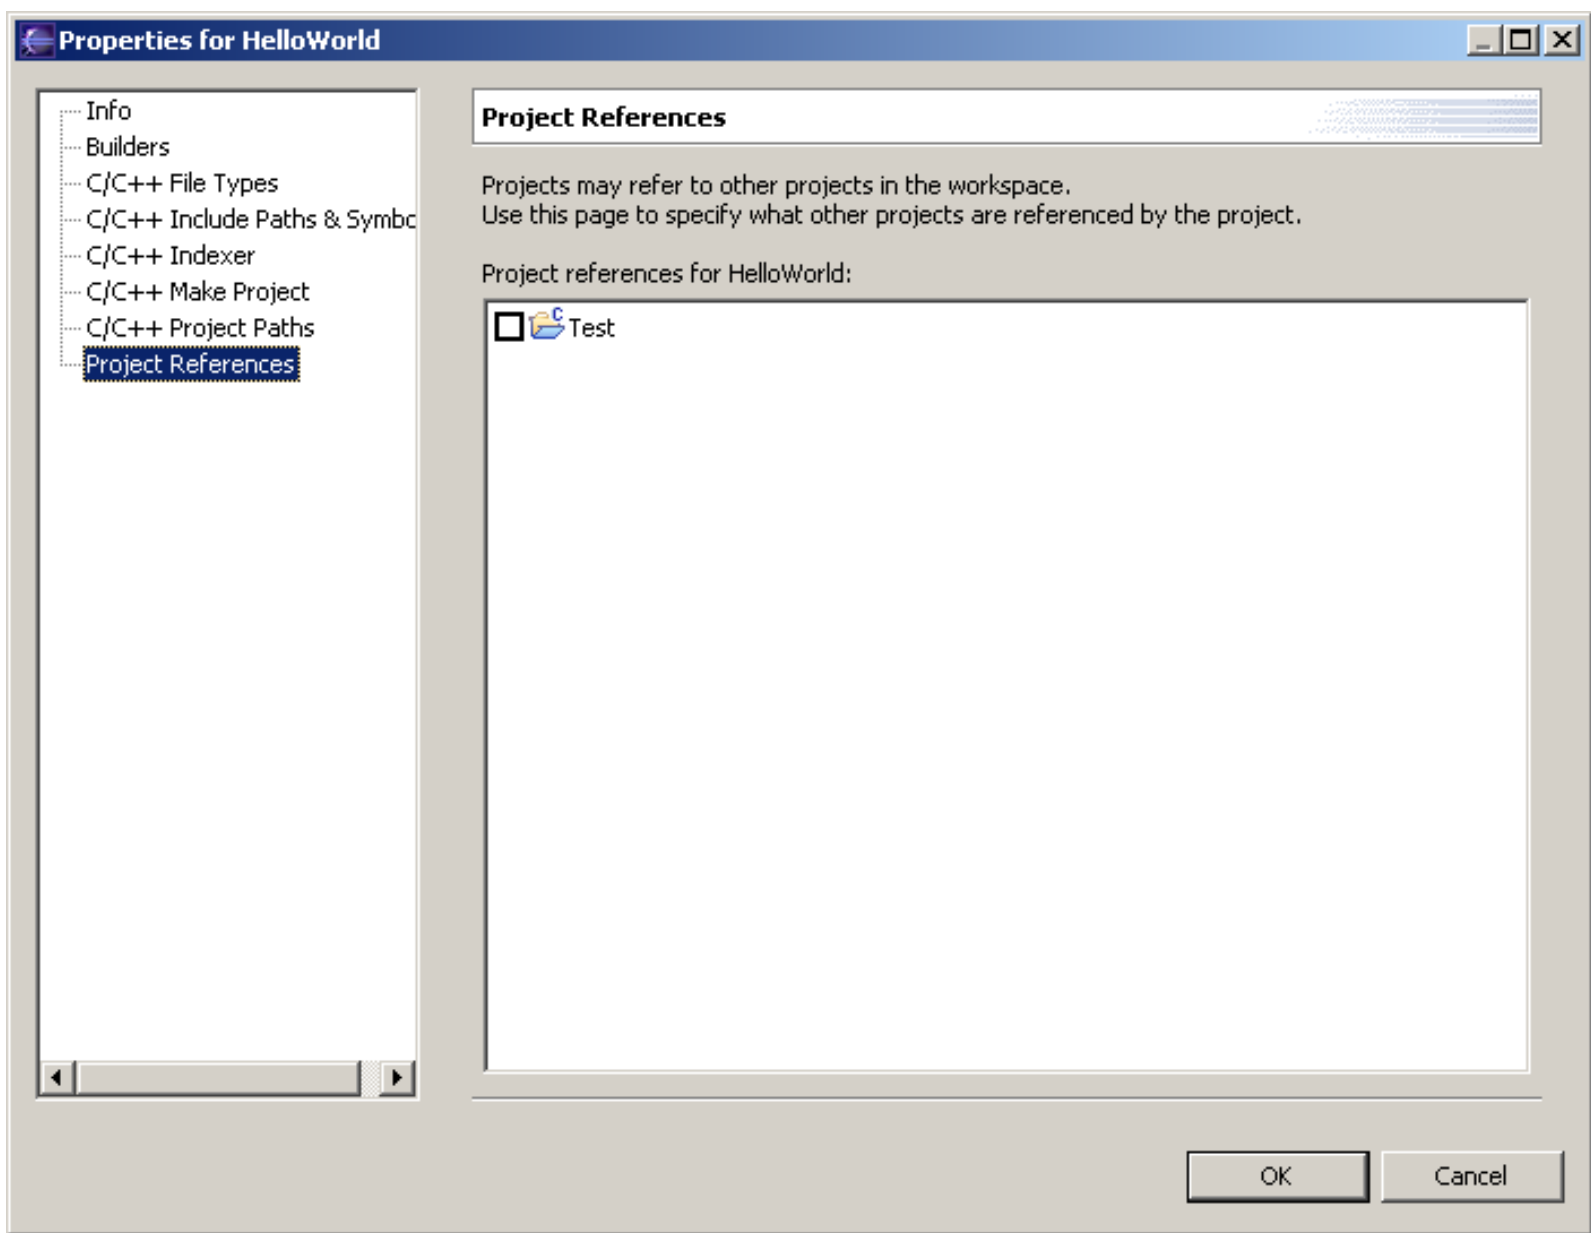 Properties for HelloWorld
Info
Builders
C/C++ File Types
C/C++ Include Paths & Symbo
C/C++ Indexer
C/C++ Make Project
C/C++ Project Paths
Project References
Project References
Projects may refer to other projects in the workspace.
Use this page to specify what other projects are referenced by the project.
Project references for HelloWorld:
Test
OK
Cancel